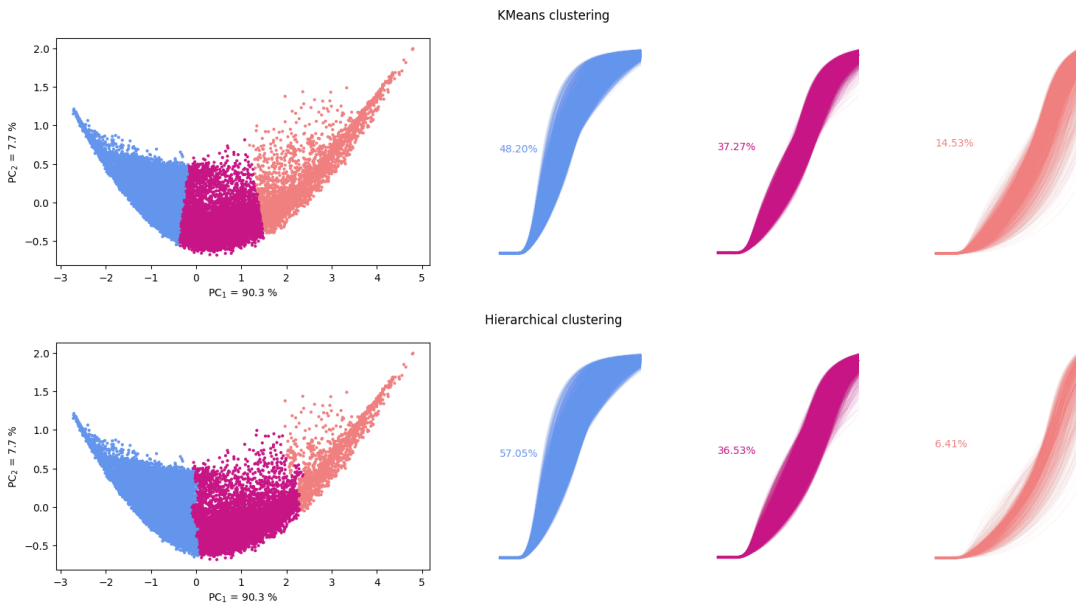 KMeans clustering
2.0
1.5
1.0
0.5
0.0
−0.5
PC₂ = 7.7 %
−3 −2 −1 0 1 2 3 4 5
PC₁ = 90.3 %
48.20%
37.27%
14.53%
Hierarchical clustering
2.0
1.5
1.0
0.5
0.0
−0.5
PC₂ = 7.7 %
−3 −2 −1 0 1 2 3 4 5
PC₁ = 90.3 %
57.05%
36.53%
6.41%